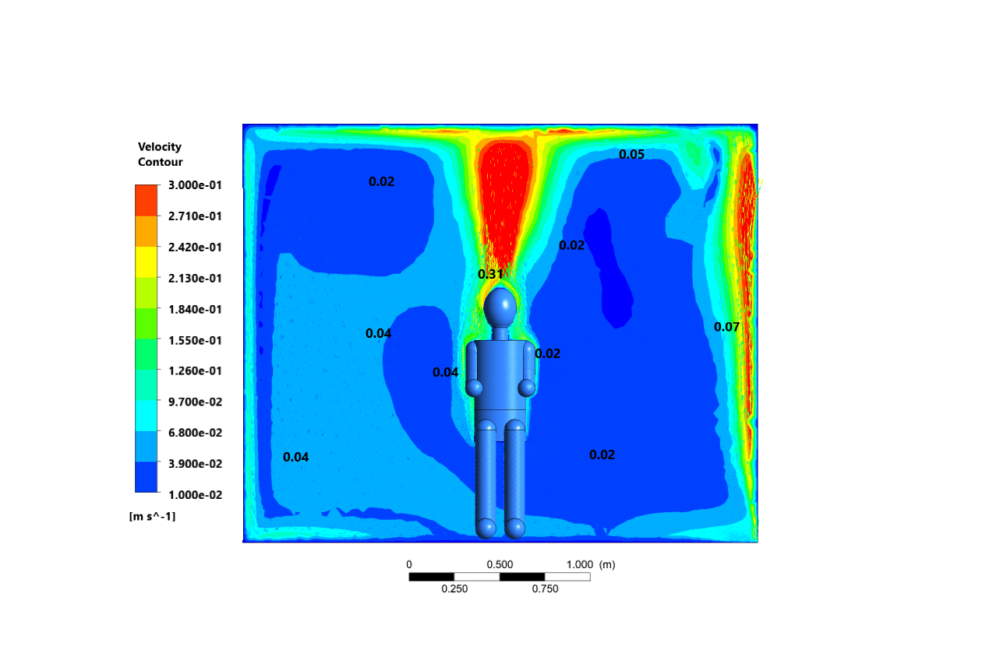 Velocity
Contour
3.000e-01
2.710e-01
2.420e-01
2.130e-01
1.840e-01
1.550e-01
1.260e-01
9.700e-02
6.800e-02
3.900e-02
1.000e-02
[m s^-1]
0.05
0.02
0.02
0.31
0.07
0.04
0.02
0.04
0.02
0.04
0 0.500 1.000 (m)
0.250 0.750